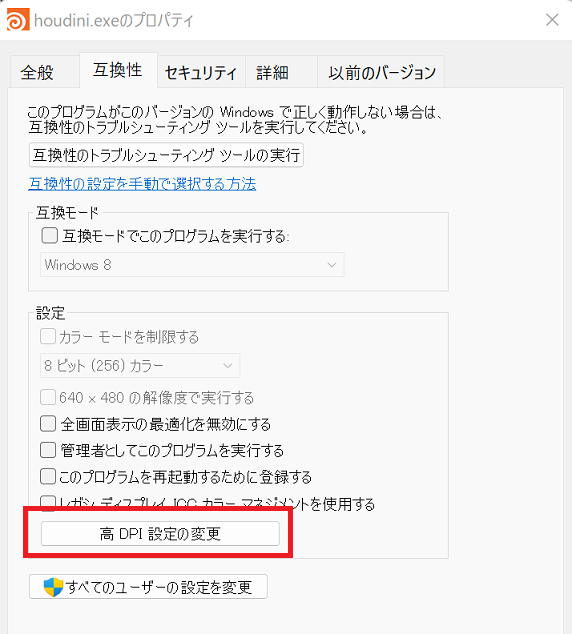 houdini.exeのプロパティ
全般 互換性 セキュリティ 詳細 以前のバージョン
このプログラムがこのバージョンの Windows で正しく動作しない場合は、
互換性のトラブルシューティング ツールを実行してください。
互換性のトラブルシューティング ツールの実行
互換性の設定を手動で選択する方法
互換モード
互換モードでこのプログラムを実行する:
Windows 8
設定
カラー モードを制限する
8 ビット (256) カラー
640 × 480 の解像度で実行する
全画面表示の最適化を無効にする
管理者としてこのプログラムを実行する
このプログラムを再起動するために登録する
レガシ ディスプレイ ICC カラー マネジメントを使用する
高 DPI 設定の変更
すべてのユーザーの設定を変更